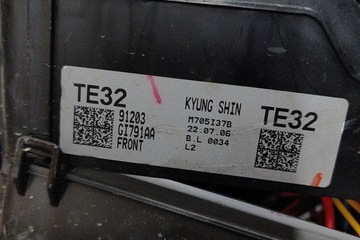 TE32
91203
GI791AA
FRONT
KYUNG SHIN
M705I37B
22.07.06
B.L 0034
L2
TE32